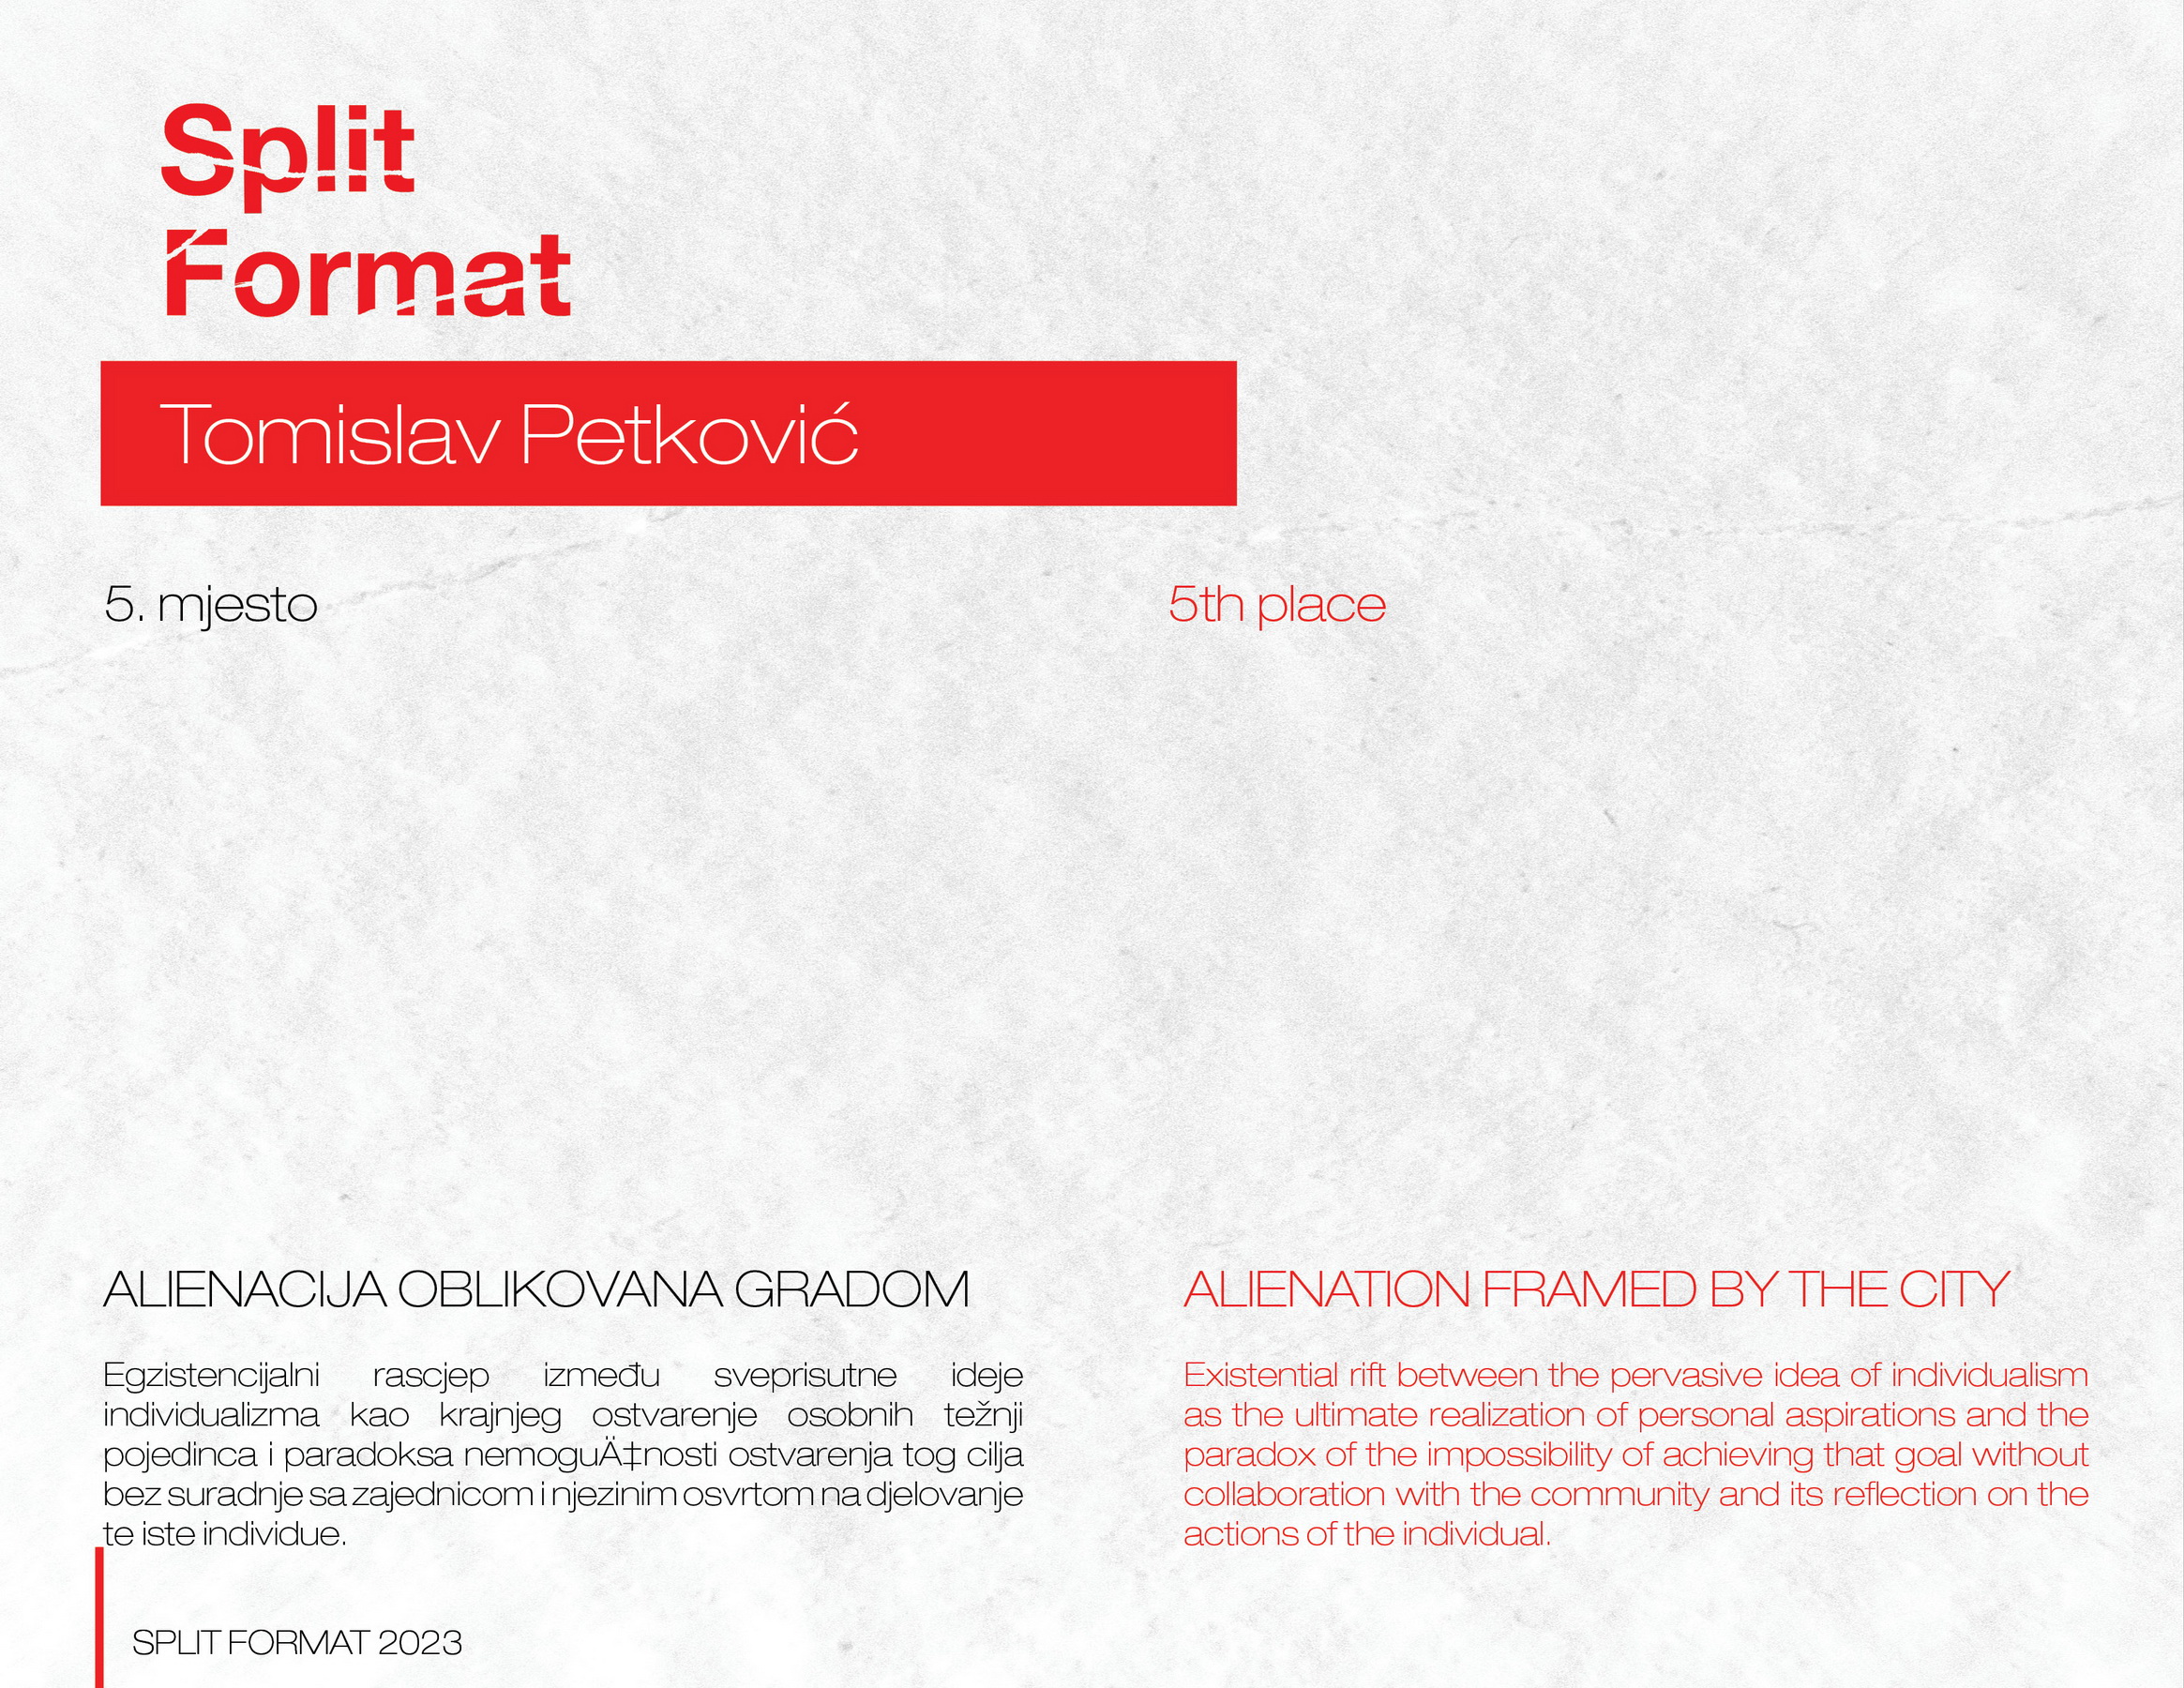 Split
Format
Tomislav Petković
5. mjesto
5th place
ALIENACIJA OBLIKOVANA GRADOM
Egzistencijalni rascjep između sveprisutne ideje
individualizma kao krajnjeg ostvarenje osobnih težnji
pojedinca i paradoksa nemoguÄ‡nosti ostvarenja tog cilja
bez suradnje sa zajednicom i njezinim osvrtom na djelovanje
te iste individue.
ALIENATION FRAMED BY THE CITY
Existential rift between the pervasive idea of individualism
as the ultimate realization of personal aspirations and the
paradox of the impossibility of achieving that goal without
collaboration with the community and its reflection on the
actions of the individual.
SPLIT FORMAT 2023